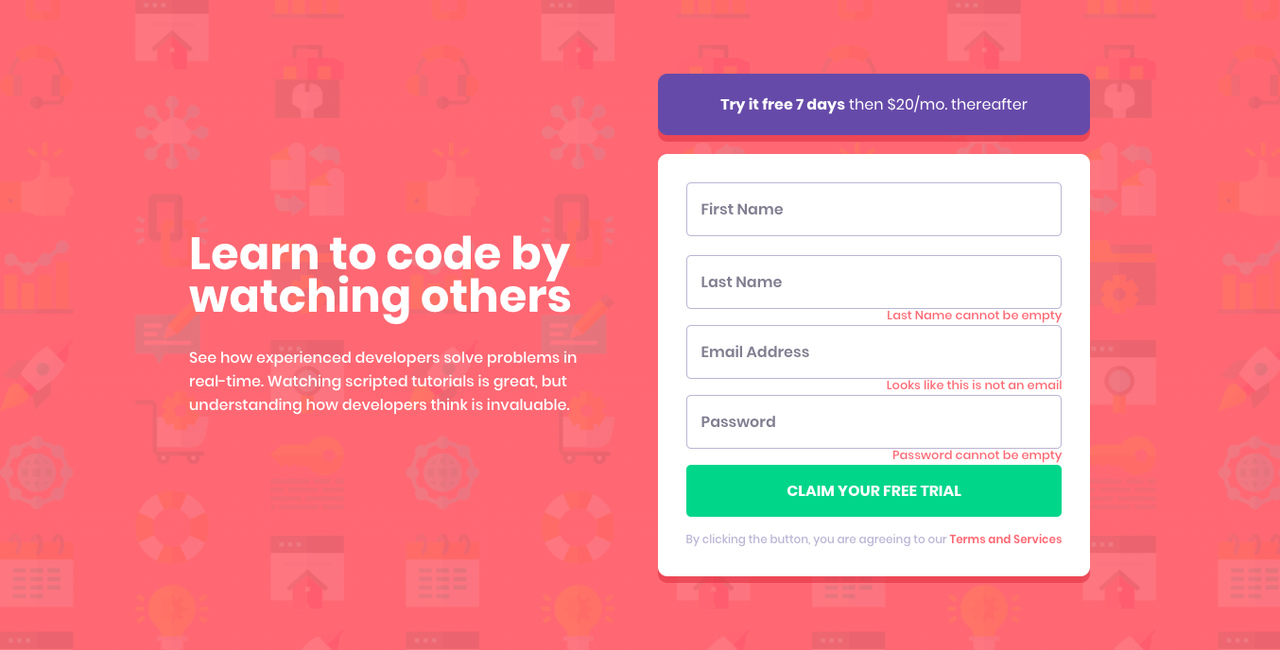 Learn to code by
watching others
See how experienced developers solve problems in
real-time. Watching scripted tutorials is great, but
understanding how developers think is invaluable.
Try it free 7 days then $20/mo. thereafter
First Name
Last Name
Last Name cannot be empty
Email Address
Looks like this is not an email
Password
Password cannot be empty
CLAIM YOUR FREE TRIAL
By clicking the button, you are agreeing to our Terms and Services